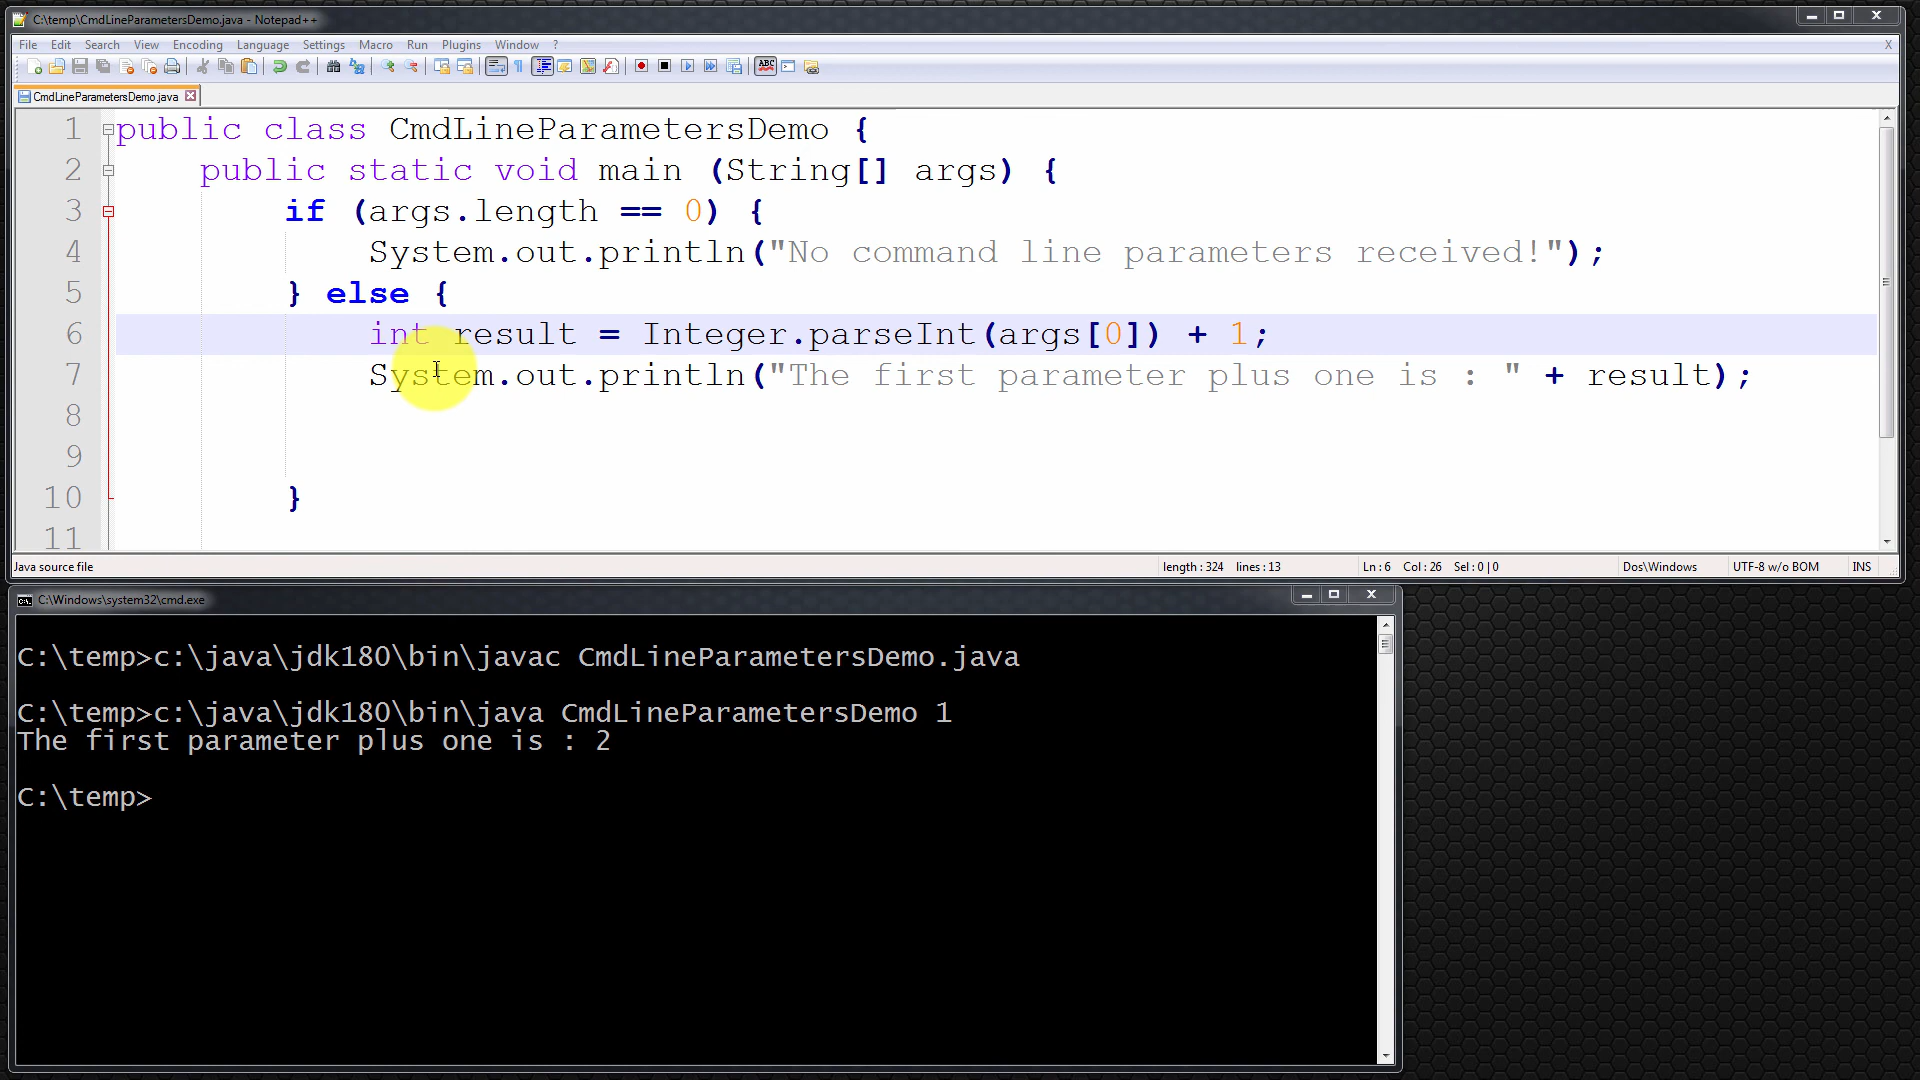 C:\temp\CmdLineParametersDemo.java - Notepad++
File Edit Search View Encoding Language Settings Macro Run Plugins Window ? X
ABC
CmdLineParametersDemo.java
1 public class CmdLineParametersDemo {
2 public static void main (String[] args) {
3 if (args.length == 0) {
4 System.out.println("No command line parameters received!");
5 } else {
6 int result = Integer.parseInt(args[0]) + 1;
7 System.out.println("The first parameter plus one is : " + result);
8
9
10 }
11
Java source file length : 324 lines : 13 Ln : 6 Col : 26 Sel : 0 | 0 Dos\Windows UTF-8 w/o BOM INS
C:\Windows\system32\cmd.exe
C:\temp>c:\java\jdk180\bin\javac CmdLineParametersDemo.java
C:\temp>c:\java\jdk180\bin\java CmdLineParametersDemo 1
The first parameter plus one is : 2
C:\temp>